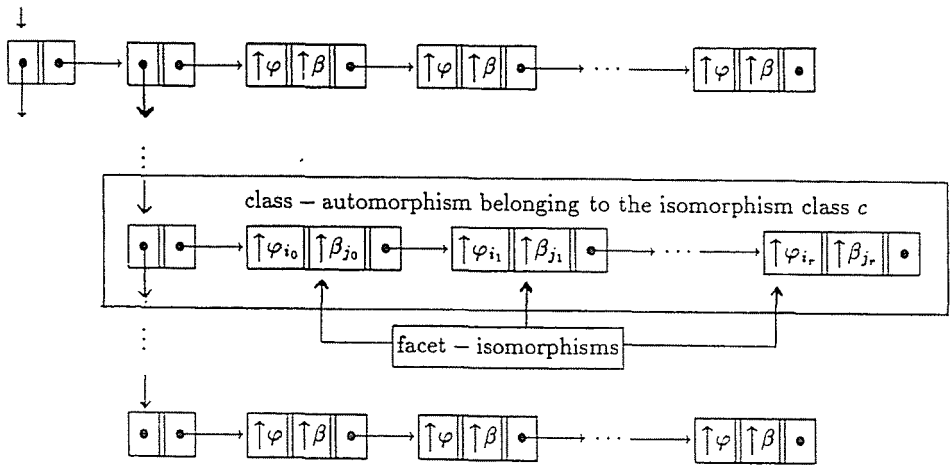 ↑φ ↑β ↑φ ↑β ··· ↑φ ↑β
class – automorphism belonging to the isomorphism class c
↑φ_{i_0} ↑β_{j_0} ↑φ_{i_1} ↑β_{j_1} ··· ↑φ_{i_r} ↑β_{j_r}
facet – isomorphisms
↑φ ↑β ↑φ ↑β ··· ↑φ ↑β